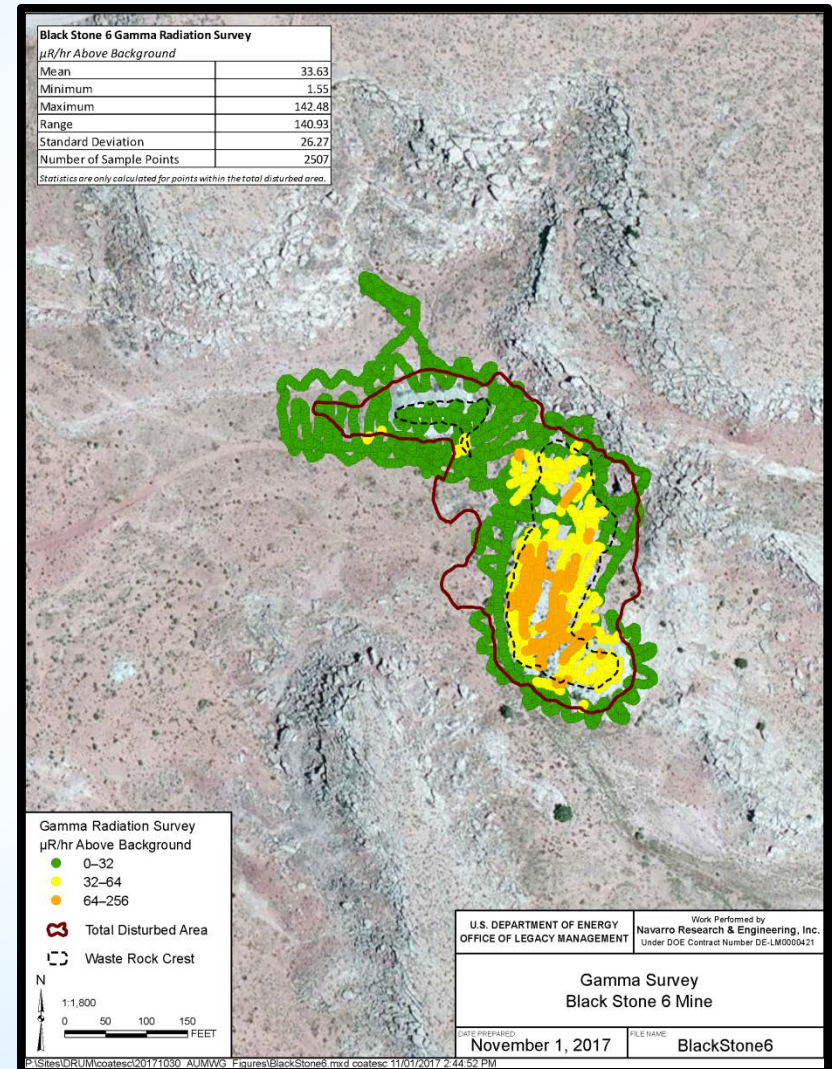 Black Stone 6 Gamma Radiation Survey
µR/hr Above Background
Mean 33.63
Minimum 1.55
Maximum 142.48
Range 140.93
Standard Deviation 26.27
Number of Sample Points 2507
Statistics are only calculated for points within the total disturbed area.
Gamma Radiation Survey
µR/hr Above Background
0–32
32–64
64–256
Total Disturbed Area
Waste Rock Crest
N
1:1,800
0 50 100 150
FEET
U.S. DEPARTMENT OF ENERGY
OFFICE OF LEGACY MANAGEMENT
Work Performed by
Navarro Research & Engineering, Inc.
Under DOE Contract Number DE-LM0000421
Gamma Survey
Black Stone 6 Mine
DATE PREPARED:
November 1, 2017
FILE NAME:
BlackStone6
P:\Sites\DRUM\coatesc\20171030_AUMWG_Figures\BlackStone6.mxd coatesc 11/01/2017 2:44:52 PM